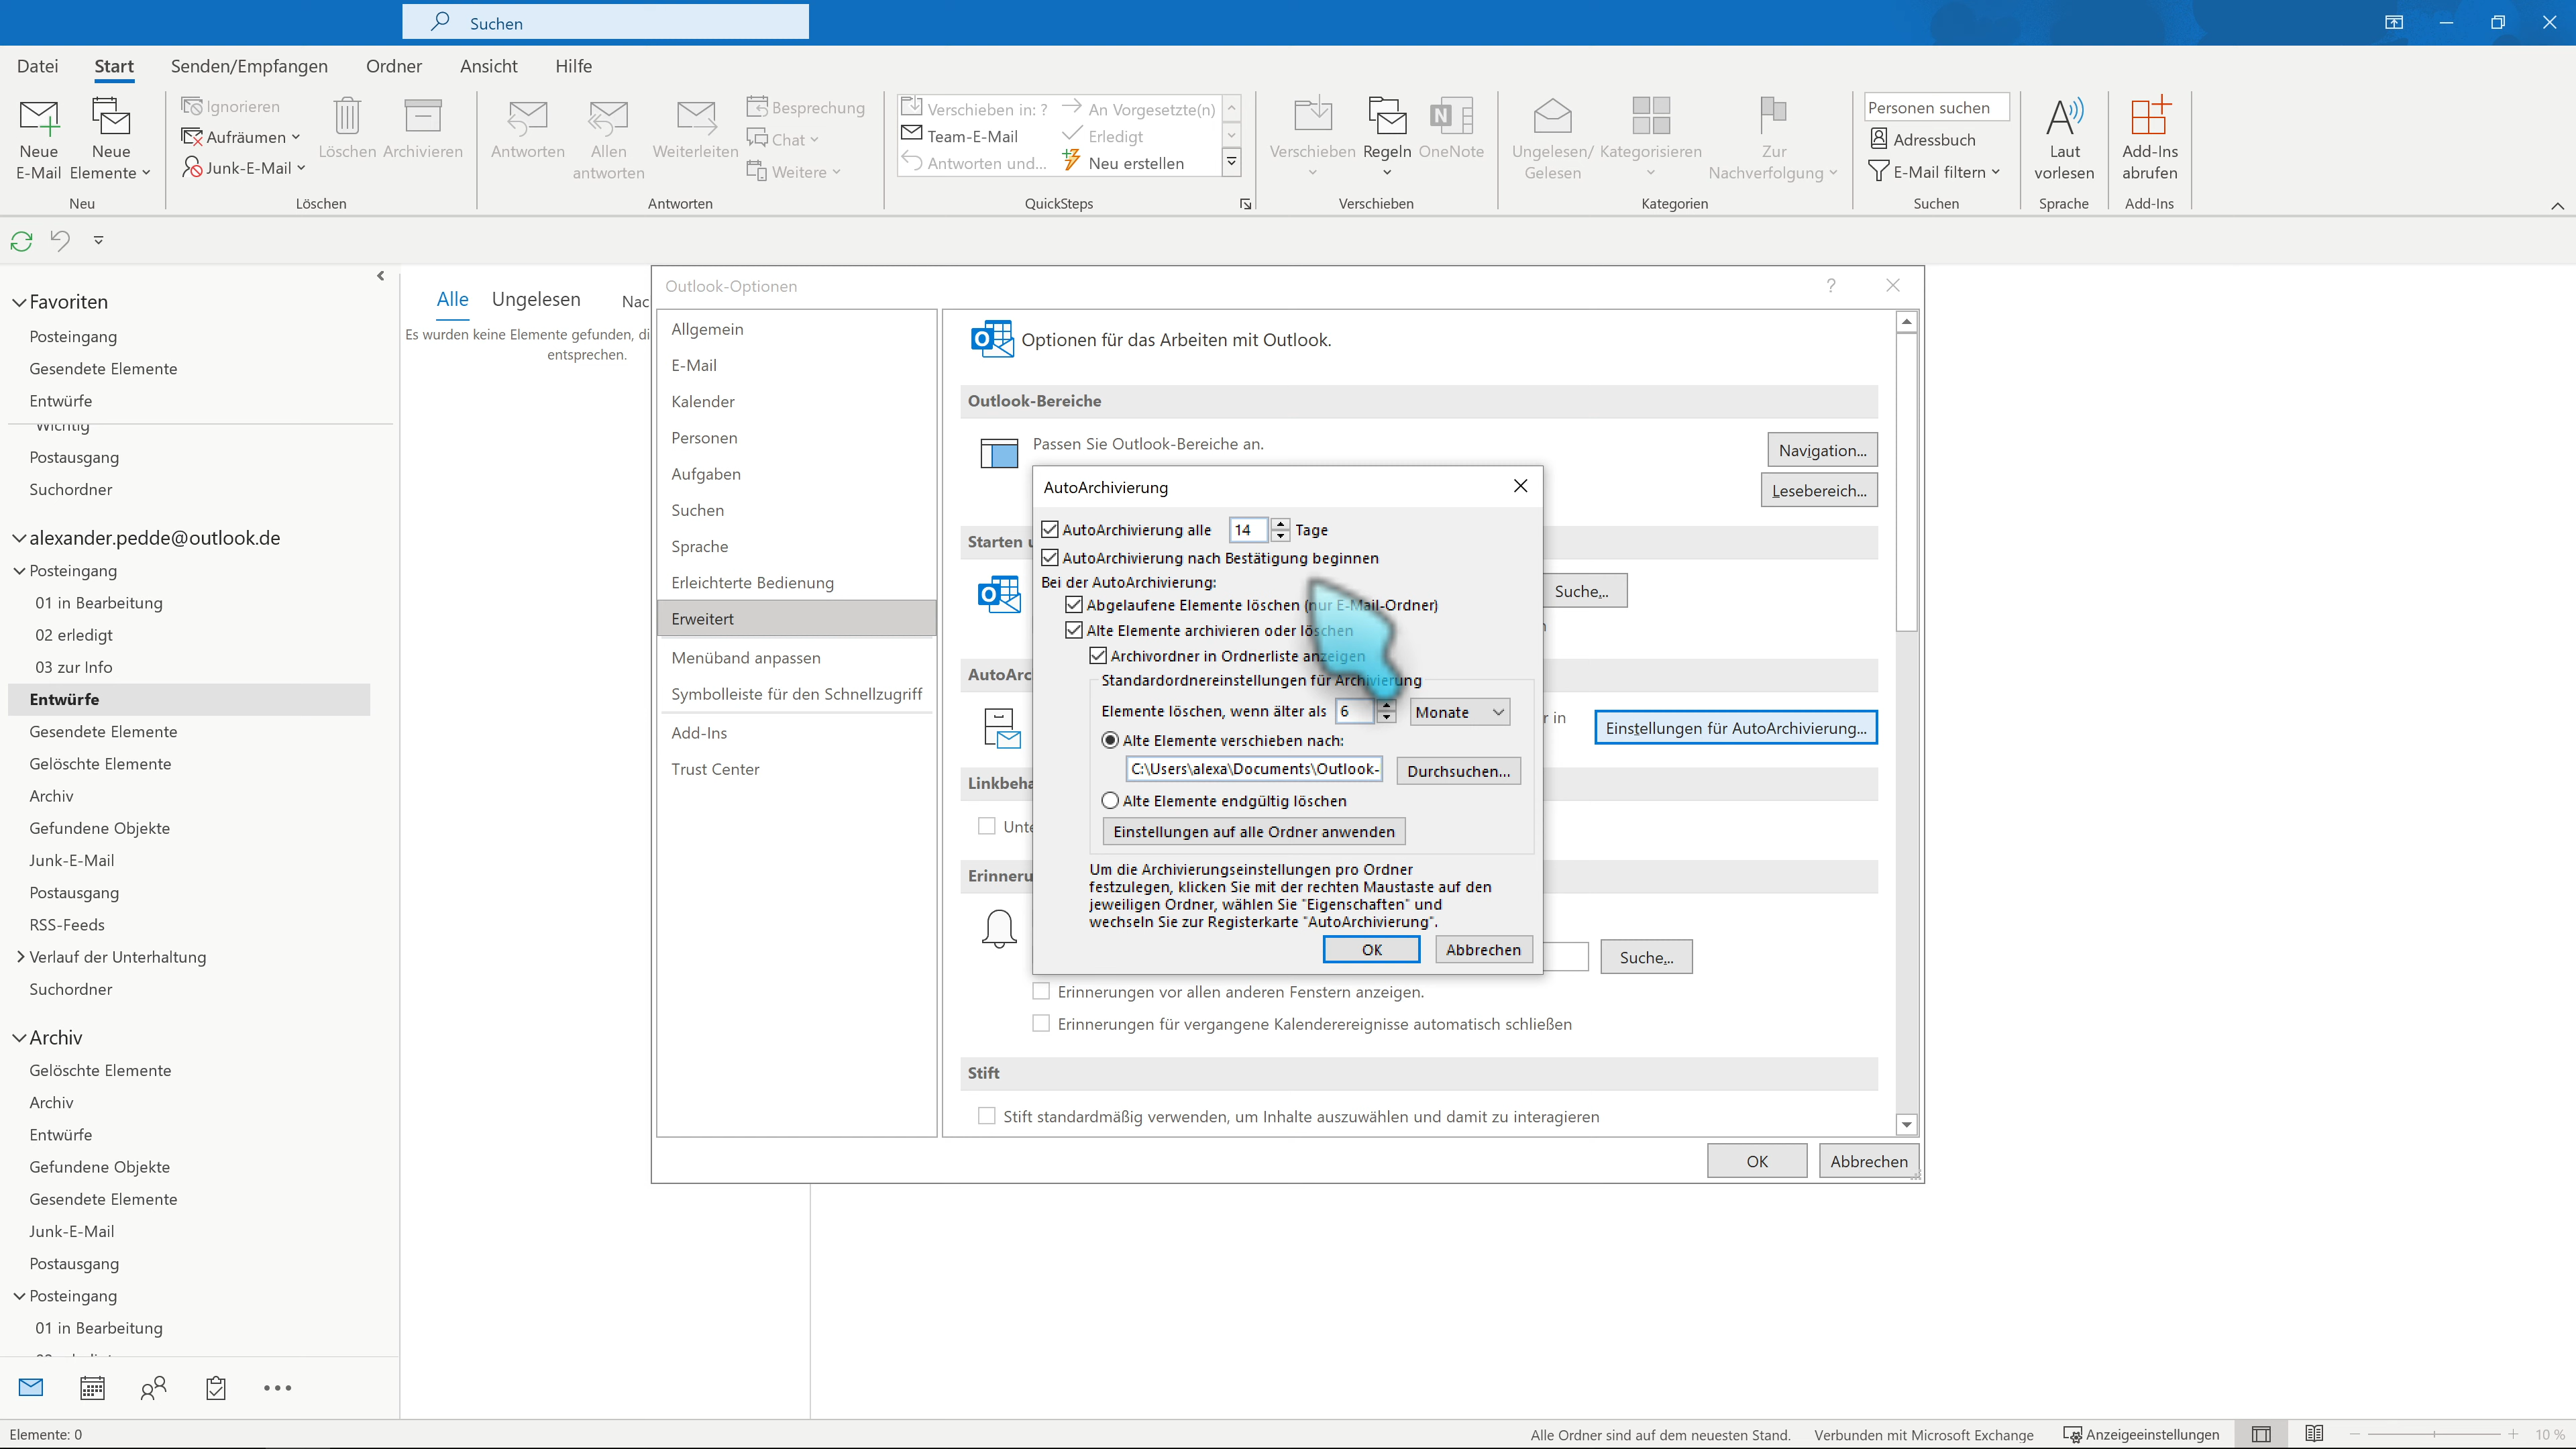 Suchen
Datei Start Senden/Empfangen Ordner Ansicht Hilfe
Neue E-Mail
Neue Elemente
Neu
Ignorieren
Aufräumen
Junk-E-Mail
Löschen
Archivieren
Löschen
Antworten
Allen antworten
Weiterleiten
Besprechung
Chat
Weitere
Antworten
Verschieben in: ?
Team-E-Mail
Antworten und...
An Vorgesetzte(n)
Erledigt
Neu erstellen
QuickSteps
Verschieben
Regeln
OneNote
Verschieben
Ungelesen/ Gelesen
Kategorisieren
Zur Nachverfolgung
Kategorien
Personen suchen
Adressbuch
E-Mail filtern
Suchen
Laut vorlesen
Sprache
Add-Ins abrufen
Add-Ins
Favoriten
Posteingang
Gesendete Elemente
Entwürfe
Wichtig
Postausgang
Suchordner
alexander.pedde@outlook.de
Posteingang
01 in Bearbeitung
02 erledigt
03 zur Info
Entwürfe
Gesendete Elemente
Gelöschte Elemente
Archiv
Gefundene Objekte
Junk-E-Mail
Postausgang
RSS-Feeds
Verlauf der Unterhaltung
Suchordner
Archiv
Gelöschte Elemente
Archiv
Entwürfe
Gefundene Objekte
Gesendete Elemente
Junk-E-Mail
Postausgang
Posteingang
01 in Bearbeitung
Alle Ungelesen Nac
Es wurden keine Elemente gefunden, di
entsprechen.
Outlook-Optionen
Allgemein
E-Mail
Kalender
Personen
Aufgaben
Suchen
Sprache
Erleichterte Bedienung
Erweitert
Menüband anpassen
Symbolleiste für den Schnellzugriff
Add-Ins
Trust Center
Optionen für das Arbeiten mit Outlook.
Outlook-Bereiche
Passen Sie Outlook-Bereiche an.
Navigation...
Lesebereich...
Starten u
Suche...
AutoArc
r in
Einstellungen für AutoArchivierung...
Linkbeha
Unte
Erinneru
Suche...
Erinnerungen vor allen anderen Fenstern anzeigen.
Erinnerungen für vergangene Kalenderereignisse automatisch schließen
Stift
Stift standardmäßig verwenden, um Inhalte auszuwählen und damit zu interagieren
OK Abbrechen
AutoArchivierung
AutoArchivierung alle 14 Tage
AutoArchivierung nach Bestätigung beginnen
Bei der AutoArchivierung:
Abgelaufene Elemente löschen (nur E-Mail-Ordner)
Alte Elemente archivieren oder löschen
Archivordner in Ordnerliste anzeigen
Standardordnereinstellungen für Archivierung
Elemente löschen, wenn älter als 6 Monate
Alte Elemente verschieben nach:
C:\Users\alexa\Documents\Outlook- Durchsuchen...
Alte Elemente endgültig löschen
Einstellungen auf alle Ordner anwenden
Um die Archivierungseinstellungen pro Ordner
festzulegen, klicken Sie mit der rechten Maustaste auf den
jeweiligen Ordner, wählen Sie "Eigenschaften" und
wechseln Sie zur Registerkarte "AutoArchivierung".
OK Abbrechen
Elemente: 0
Alle Ordner sind auf dem neuesten Stand. Verbunden mit Microsoft Exchange Anzeigeeinstellungen 10 %